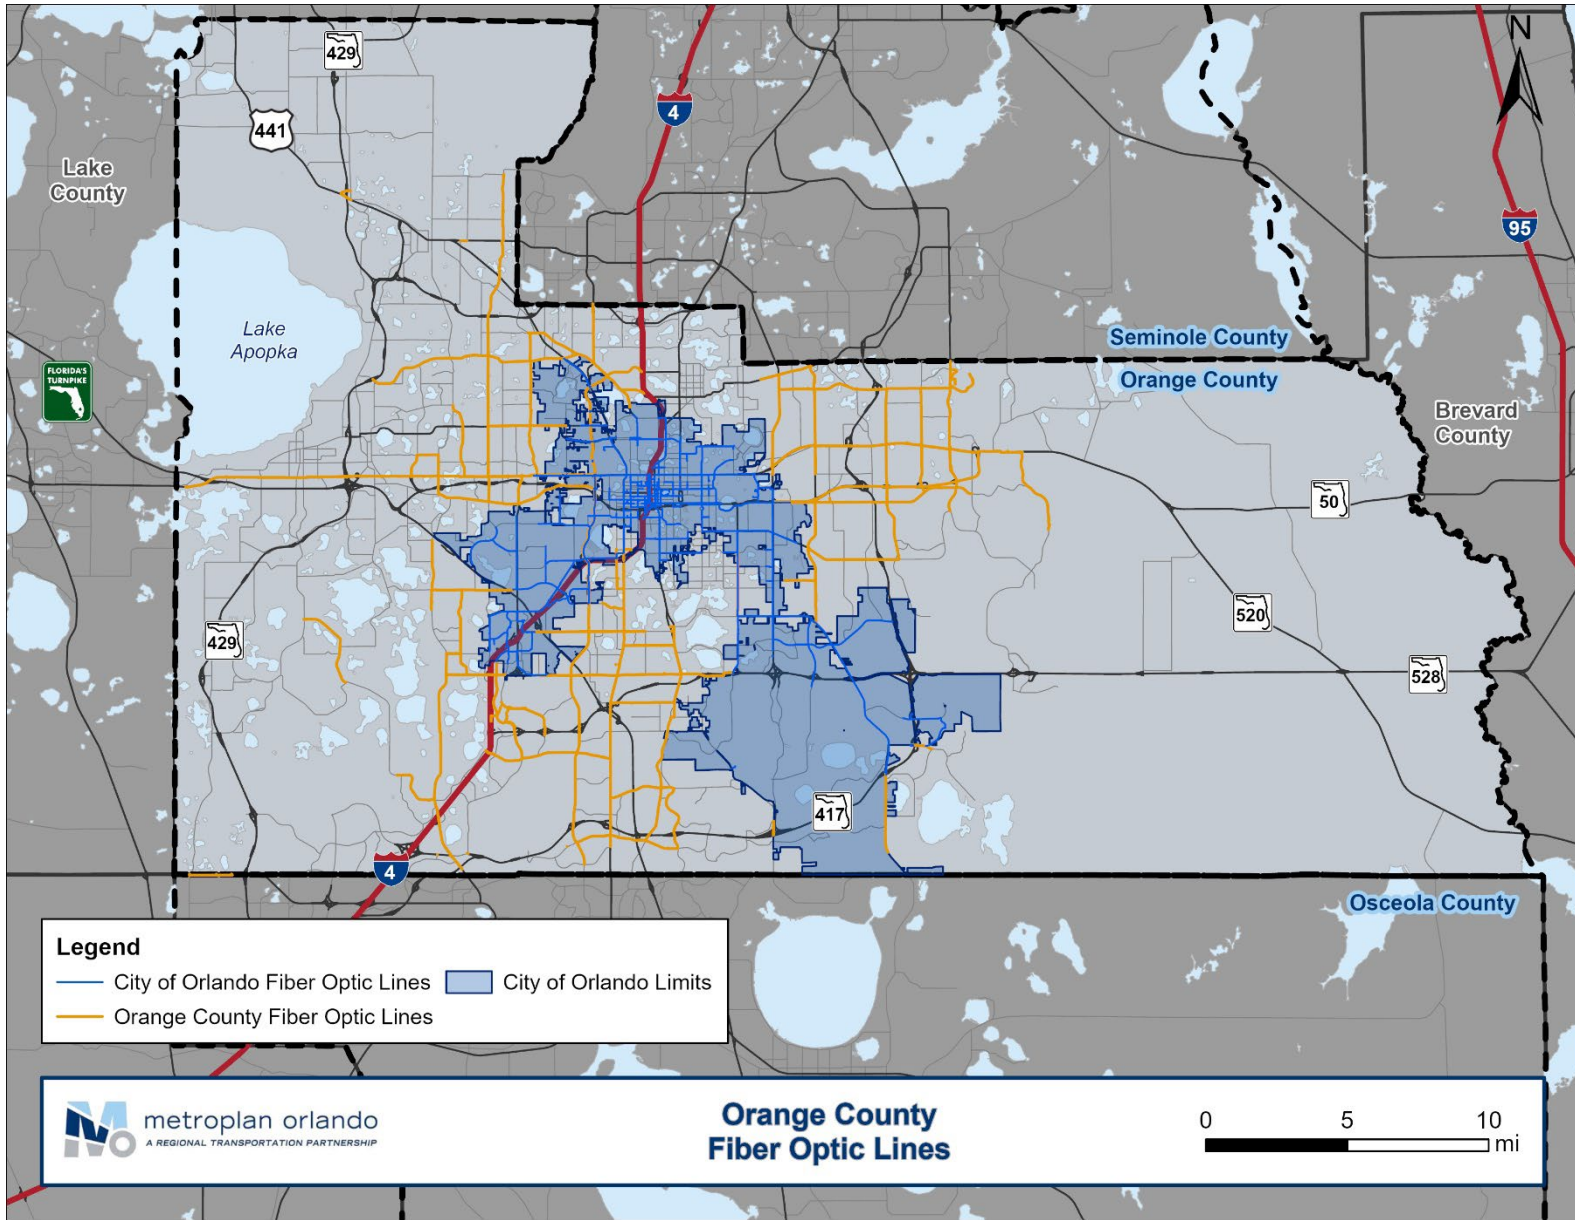 N
429
4
441
Lake
County
95
Lake
Apopka
Seminole County
FLORIDA'S
TURNPIKE
Orange County
Brevard
County
50
520
429
528
417
4
Osceola County
Legend
City of Orlando Fiber Optic Lines
City of Orlando Limits
Orange County Fiber Optic Lines
metroplan orlando
A REGIONAL TRANSPORTATION PARTNERSHIP
Orange County
Fiber Optic Lines
0 5 10
mi